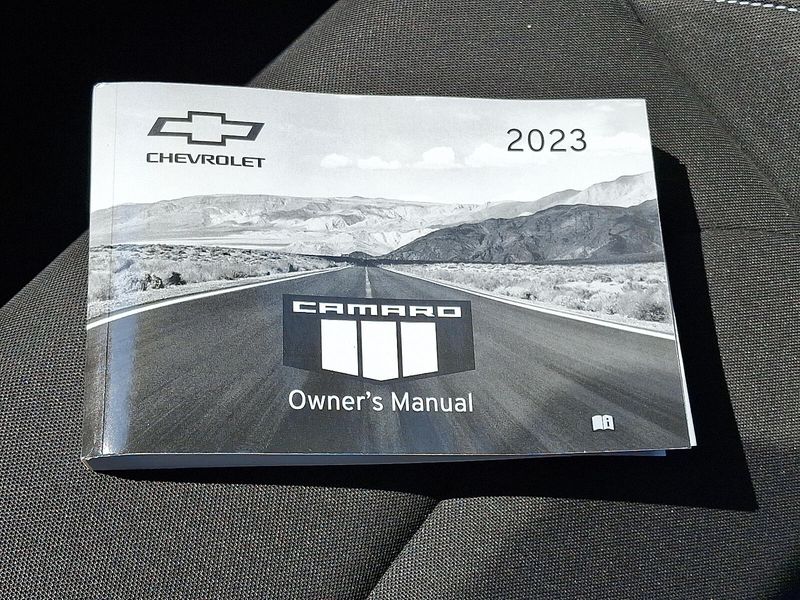 CHEVROLET
2023
CAMARO
Owner's Manual